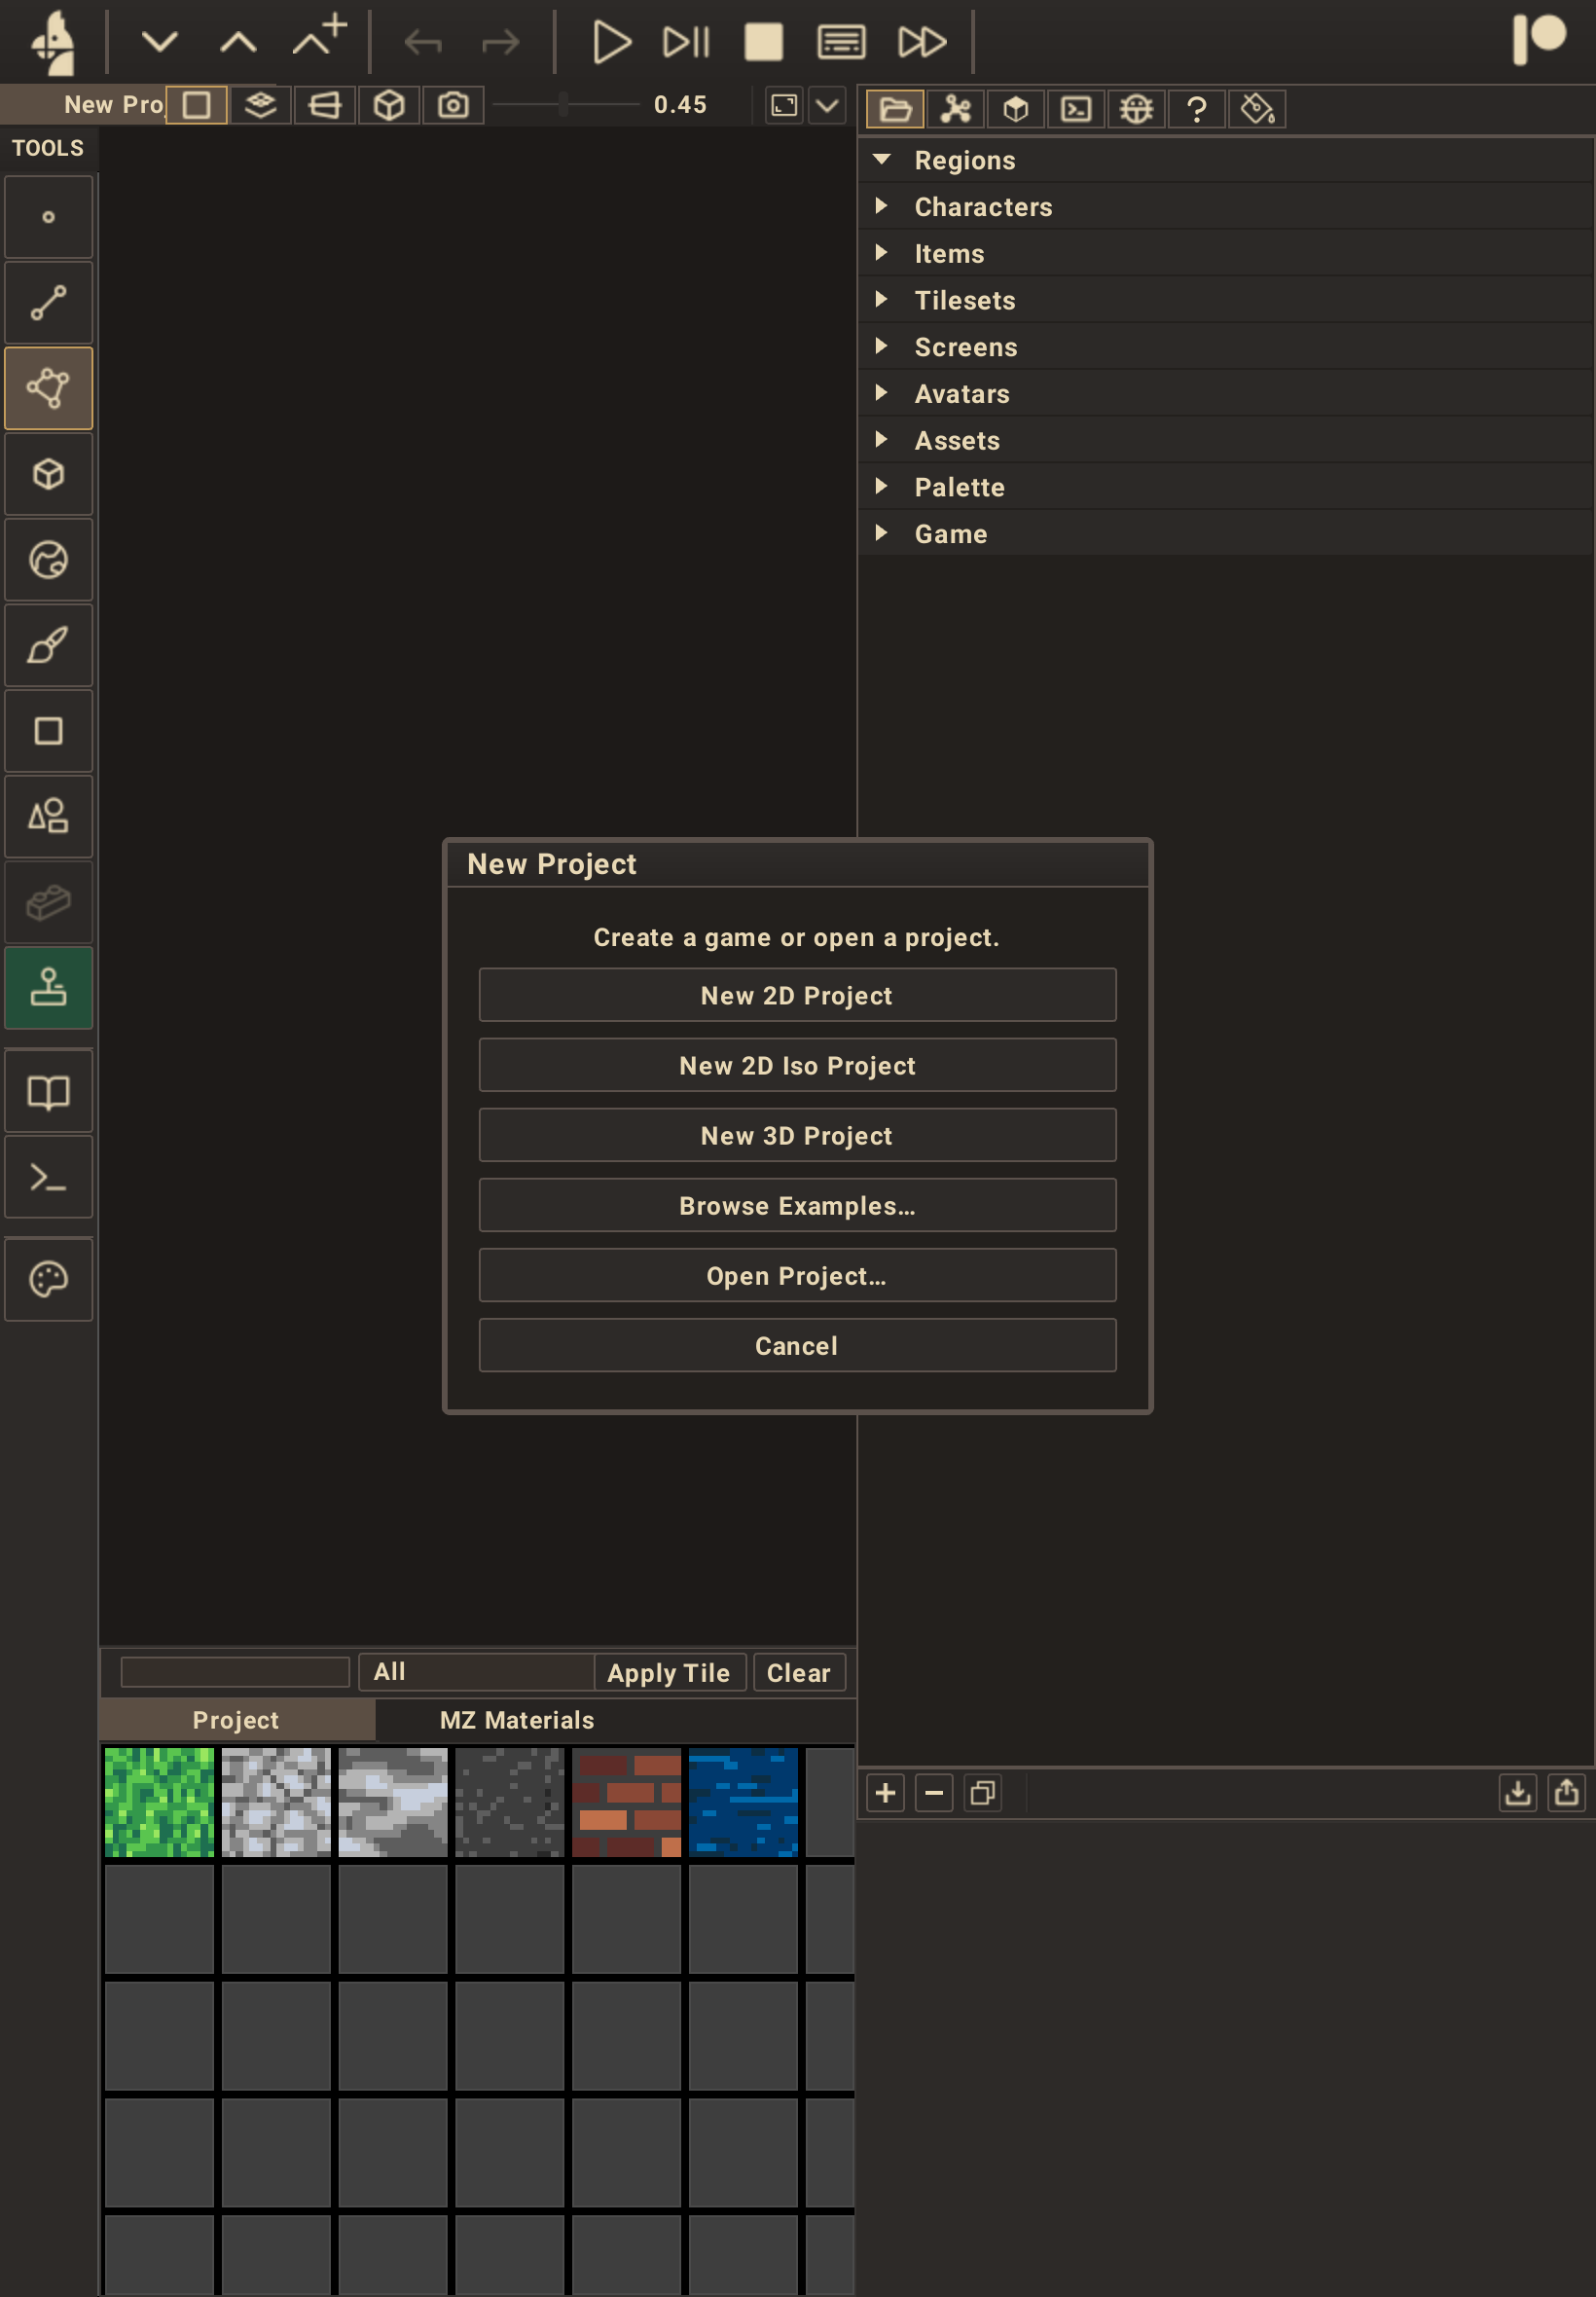 New Pro
0.45
TOOLS
Regions
Characters
Items
Tilesets
Screens
Avatars
Assets
Palette
Game
New Project
Create a game or open a project.
New 2D Project
New 2D Iso Project
New 3D Project
Browse Examples...
Open Project...
Cancel
All
Apply Tile
Clear
Project
MZ Materials